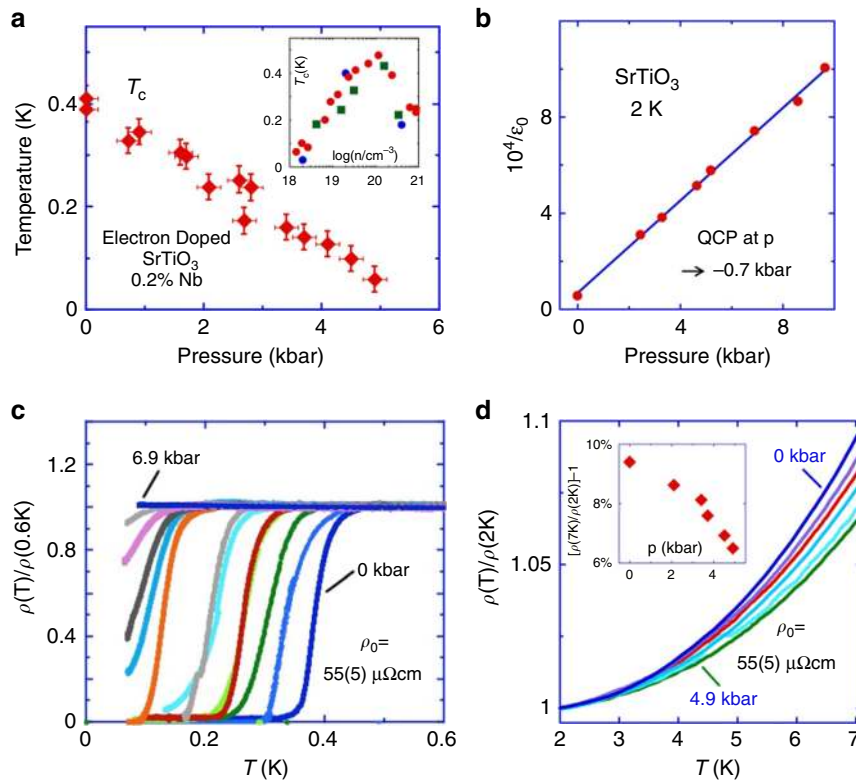 a
Temperature (K)
0.4
0.2
0
0
2
4
6
Pressure (kbar)
T_c
Electron Doped
SrTiO₃
0.2% Nb
T_c(K)
0.4
0.2
0
18
19
20
21
log(n/cm⁻³)
b
10⁴/ε₀
8
4
0
0
4
8
Pressure (kbar)
SrTiO₃
2 K
QCP at p
→ −0.7 kbar
c
ρ(T)/ρ(0.6K)
1.2
0.8
0.4
0
0
0.2
0.4
0.6
T (K)
6.9 kbar
0 kbar
ρ₀=
55(5) μΩcm
d
ρ(T)/ρ(2K)
1.1
1.05
1
2
3
4
5
6
7
T (K)
[ρ(7K)/ρ(2K)]−1
10%
8%
6%
p (kbar)
0
2
4
0 kbar
ρ₀=
55(5) μΩcm
4.9 kbar